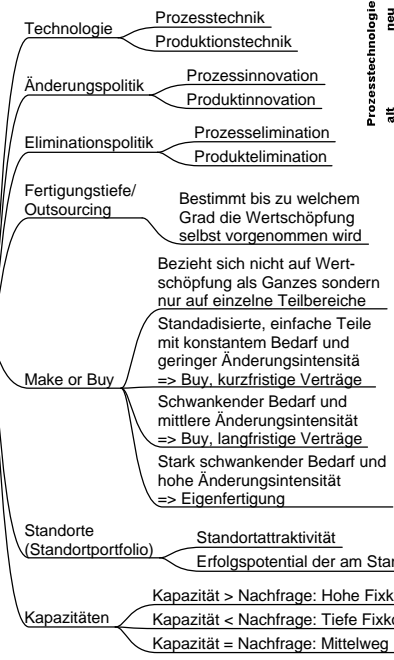 Technologie
Prozesstechnik
Produktionstechnik
Änderungspolitik
Prozessinnovation
Produktinnovation
Eliminationspolitik
Prozesselimination
Produktelimination
Fertigungstiefe/
Outsourcing
Bestimmt bis zu welchem
Grad die Wertschöpfung
selbst vorgenommen wird
Make or Buy
Bezieht sich nicht auf Wert-
schöpfung als Ganzes sondern
nur auf einzelne Teilbereiche
Standadisierte, einfache Teile
mit konstantem Bedarf und
geringer Änderungsintensitä
=> Buy, kurzfristige Verträge
Schwankender Bedarf und
mittlere Änderungsintensität
=> Buy, langfristige Verträge
Stark schwankender Bedarf und
hohe Änderungsintensität
=> Eigenfertigung
Standorte
(Standortportfolio)
Standortattraktivität
Erfolgspotential der am
Kapazitäten
Kapazität > Nachfrage: Hohe
Kapazität < Nachfrage: Tiefe
Kapazität = Nachfrage: Mittelweg
Prozesstechnologie
alt neu